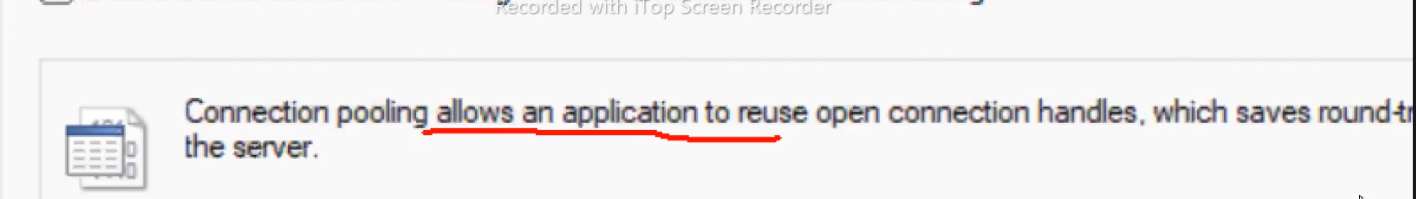 Recorded with iTop Screen Recorder
Connection pooling allows an application to reuse open connection handles, which saves round-tr
the server.